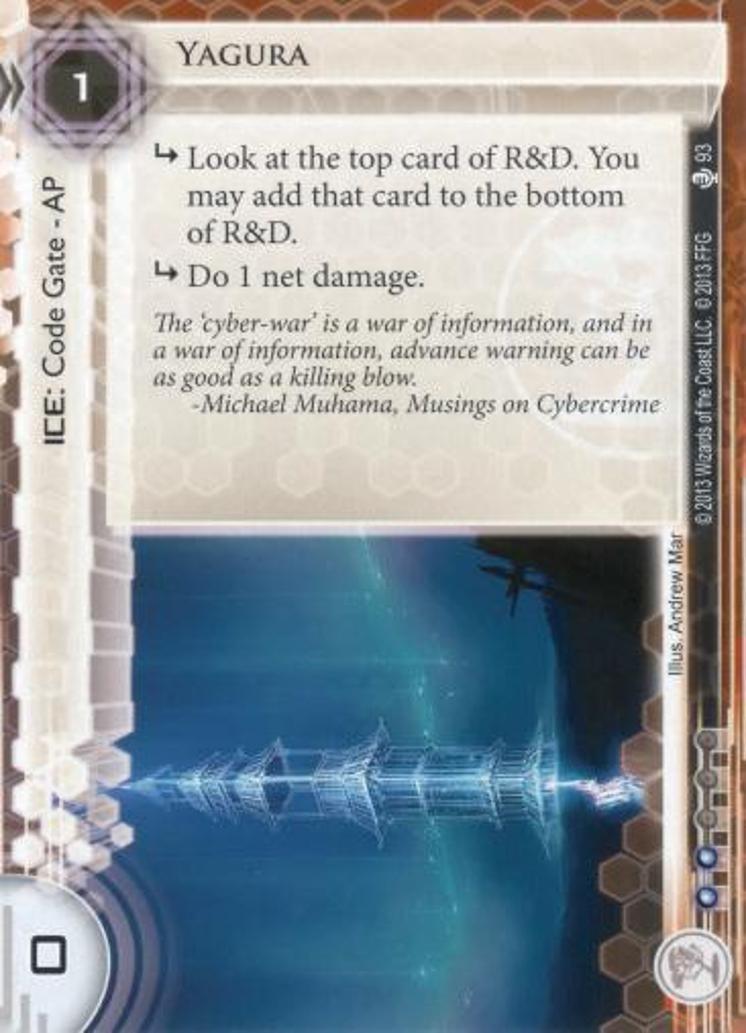 YAGURA
1
↳ Look at the top card of R&D. You
may add that card to the bottom
of R&D.
↳ Do 1 net damage.
The ‘cyber-war’ is a war of information, and in
a war of information, advance warning can be
as good as a killing blow.
-Michael Muhama, Musings on Cybercrime
ICE: Code Gate - AP
0
Illus. Andrew Mar
© 2013 Wizards of the Coast LLC. © 2013 FFG
93